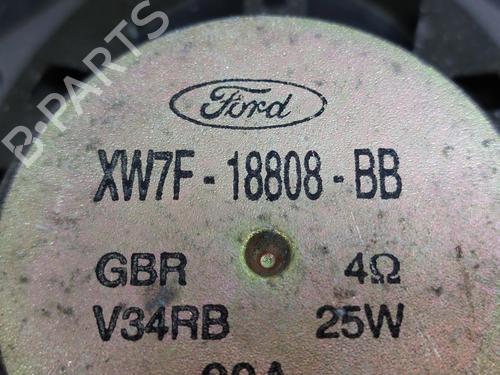 B-PARTS
Ford
XW7F-18808-BB
GBR 4Ω
V34RB 25W